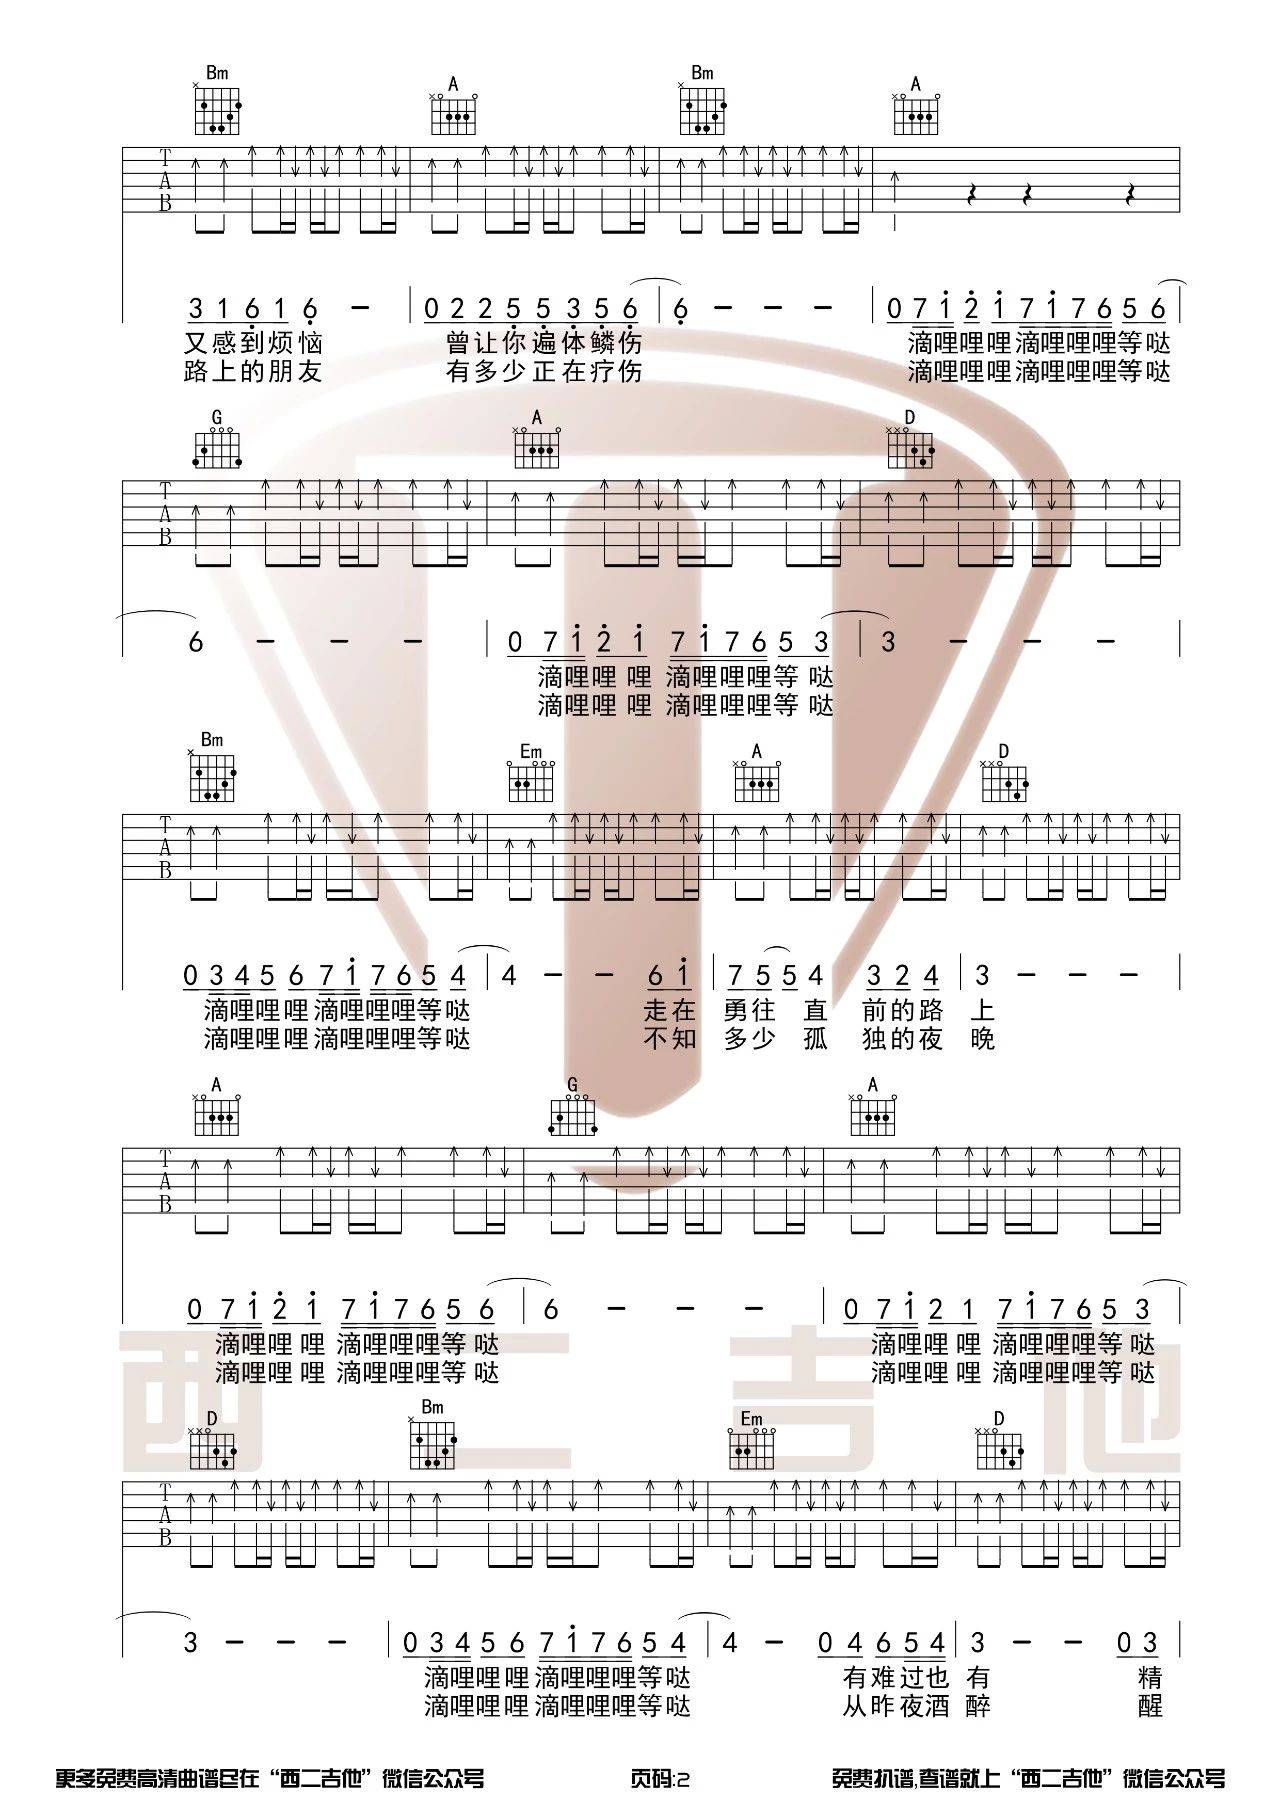 Bm A Bm A
T
A
B
3 1 6 1 6 — 0 2 2 5 5 3 5 6 6 — — — 0 7 1 2 1 7 1 7 6 5 6
又感到烦恼 曾让你遍体鳞伤 滴哩哩哩 滴哩哩哩等哒
路上的朋友 有多少正在疗伤 滴哩哩哩 滴哩哩哩等哒
G A D
T
A
B
6 — — — 0 7 1 2 1 7 1 7 6 5 3 3 — — —
滴哩哩哩 滴哩哩哩等哒
滴哩哩哩 滴哩哩哩等哒
Bm Em A D
T
A
B
0 3 4 5 6 7 1 7 6 5 4 4 — — 6 1 7 5 5 4 3 2 4 3 — — —
滴哩哩哩 滴哩哩哩等哒 走在 勇往 直 前的路 上
滴哩哩哩 滴哩哩哩等哒 不知 多少 孤 独的夜 晚
A G A
T
A
B
0 7 1 2 1 7 1 7 6 5 6 6 — — — 0 7 1 2 1 7 1 7 6 5 3
滴哩哩哩 滴哩哩哩等哒 滴哩哩哩 滴哩哩哩等哒
滴哩哩哩 滴哩哩哩等哒 滴哩哩哩 滴哩哩哩等哒
西二吉他
D Bm Em D
T
A
B
3 — — — 0 3 4 5 6 7 1 7 6 5 4 4 — 0 4 6 5 4 3 — — 0 3
滴哩哩哩 滴哩哩哩等哒 有难过也 有 精
滴哩哩哩 滴哩哩哩等哒 从昨夜酒 醉 醒
更多免费高清曲谱尽在“西二吉他”微信公众号 页码:2 免费扒谱,查谱就上“西二吉他”微信公众号